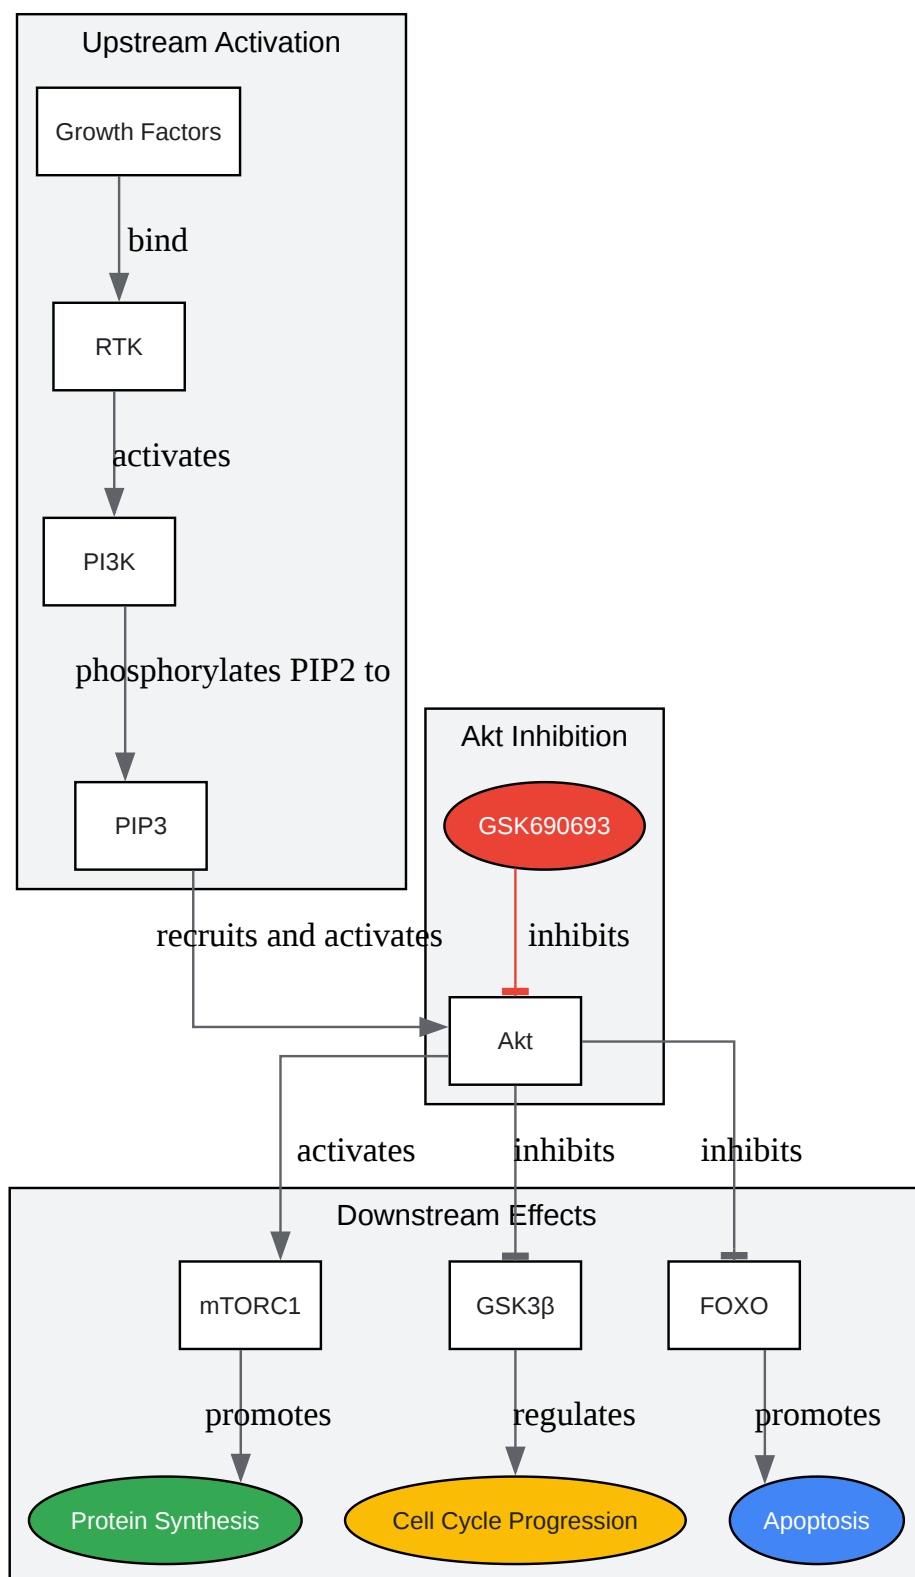 Upstream Activation
Growth Factors
bind
RTK
activates
PI3K
phosphorylates PIP2 to
PIP3
Akt Inhibition
GSK690693
recruits and activates
inhibits
Akt
activates
inhibits
inhibits
Downstream Effects
mTORC1
GSK3β
FOXO
promotes
regulates
promotes
Protein Synthesis
Cell Cycle Progression
Apoptosis